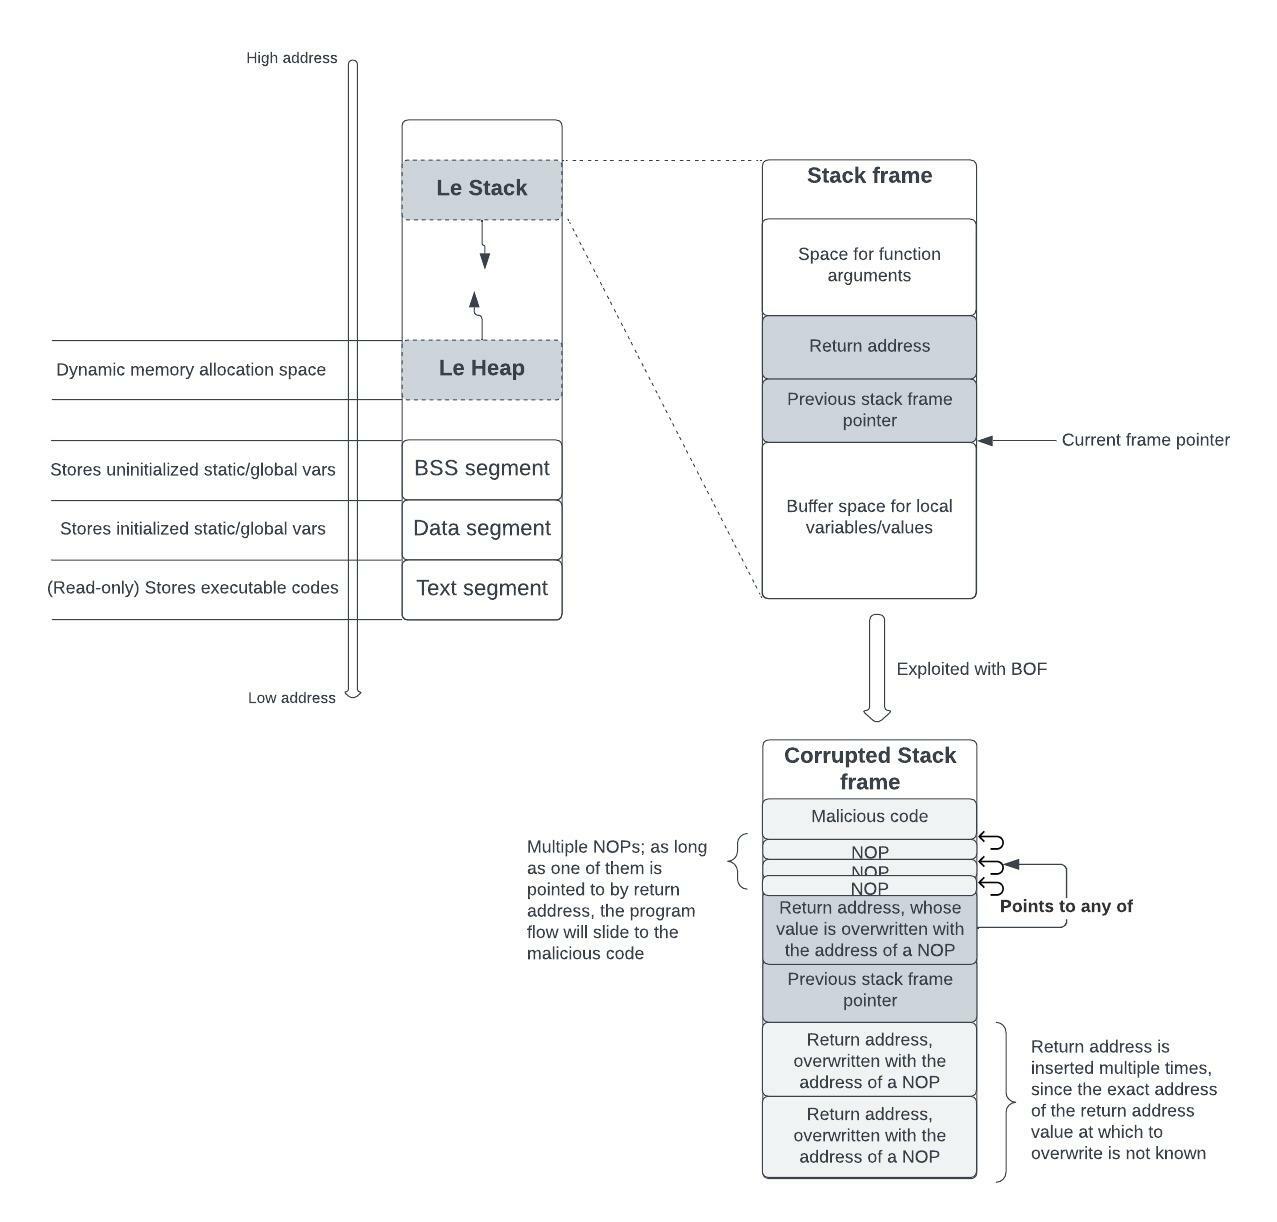 High address
Le Stack
Stack frame
Space for function
arguments
Return address
Le Heap
Dynamic memory allocation space
Previous stack frame
pointer
Current frame pointer
BSS segment
Stores uninitialized static/global vars
Data segment
Stores initialized static/global vars
Buffer space for local
variables/values
Text segment
(Read-only) Stores executable codes
Low address
Exploited with BOF
Corrupted Stack
frame
Malicious code
NOP
NOP
NOP
Multiple NOPs; as long
as one of them is
pointed to by return
address, the program
flow will slide to the
malicious code
Points to any of
Return address, whose
value is overwritten with
the address of a NOP
Previous stack frame
pointer
Return address,
overwritten with the
address of a NOP
Return address,
overwritten with the
address of a NOP
Return address is
inserted multiple times,
since the exact address
of the return address
value at which to
overwrite is not known